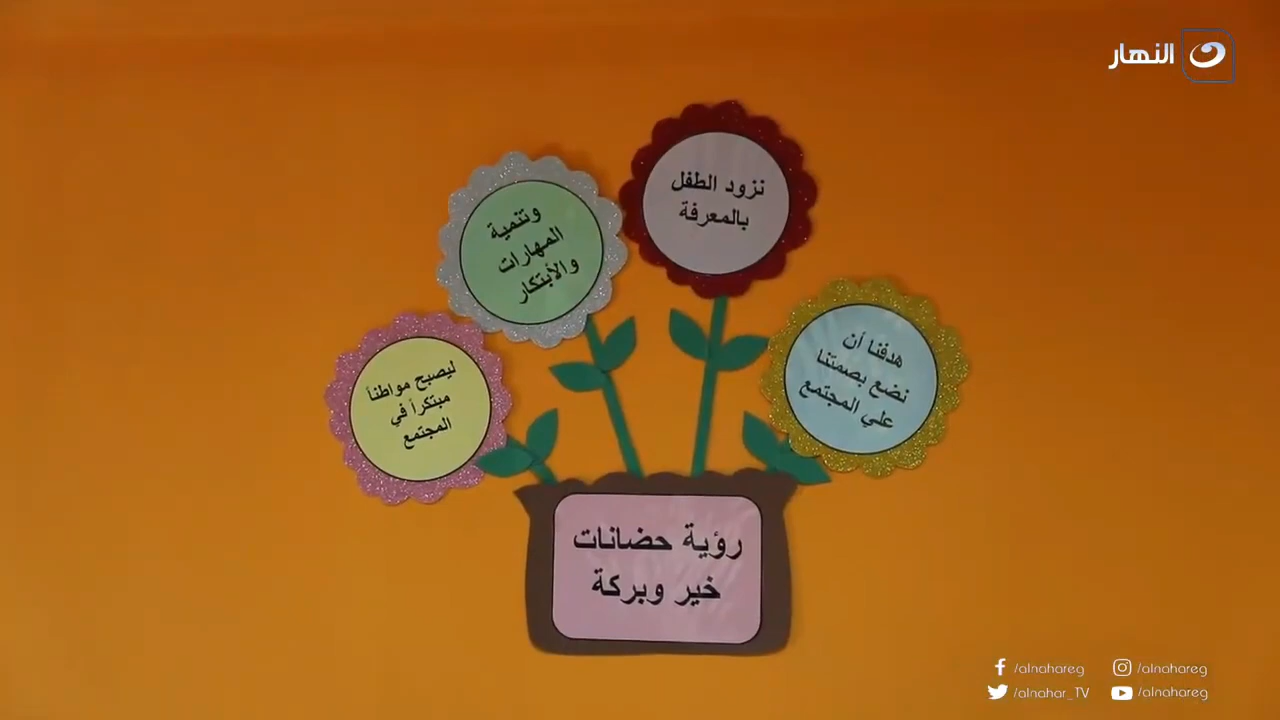 النهار
نزود الطفل
بالمعرفة
وتنمية
المهارات
والأبتكار
هدفنا أن
نضع بصمتنا
علي المجتمع
ليصبح مواطناً
مبتكراً في
المجتمع
رؤية حضانات
خير وبركة
/alnahareg
/alnahareg
/alnahar_TV
/alnahareg